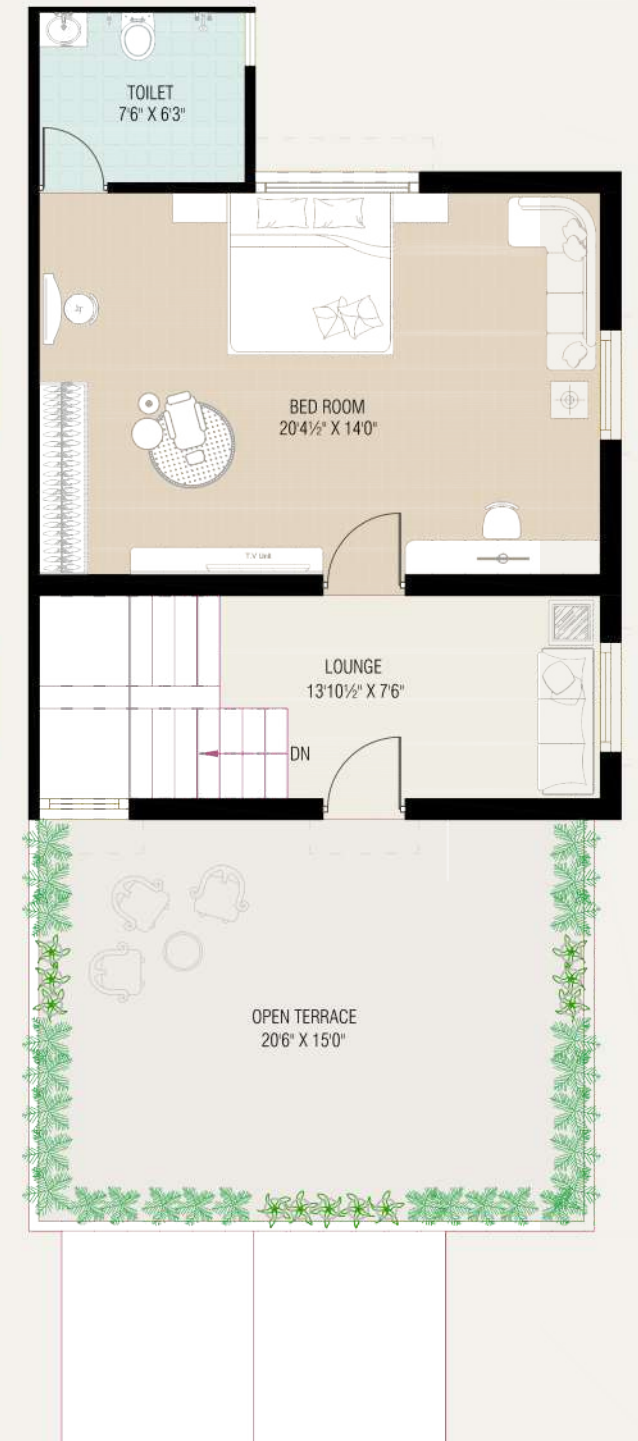 TOILET
7'6" X 6'3"
BED ROOM
20'4½" X 14'0"
T.V Unit
LOUNGE
13'10½" X 7'6"
DN
OPEN TERRACE
20'6" X 15'0"